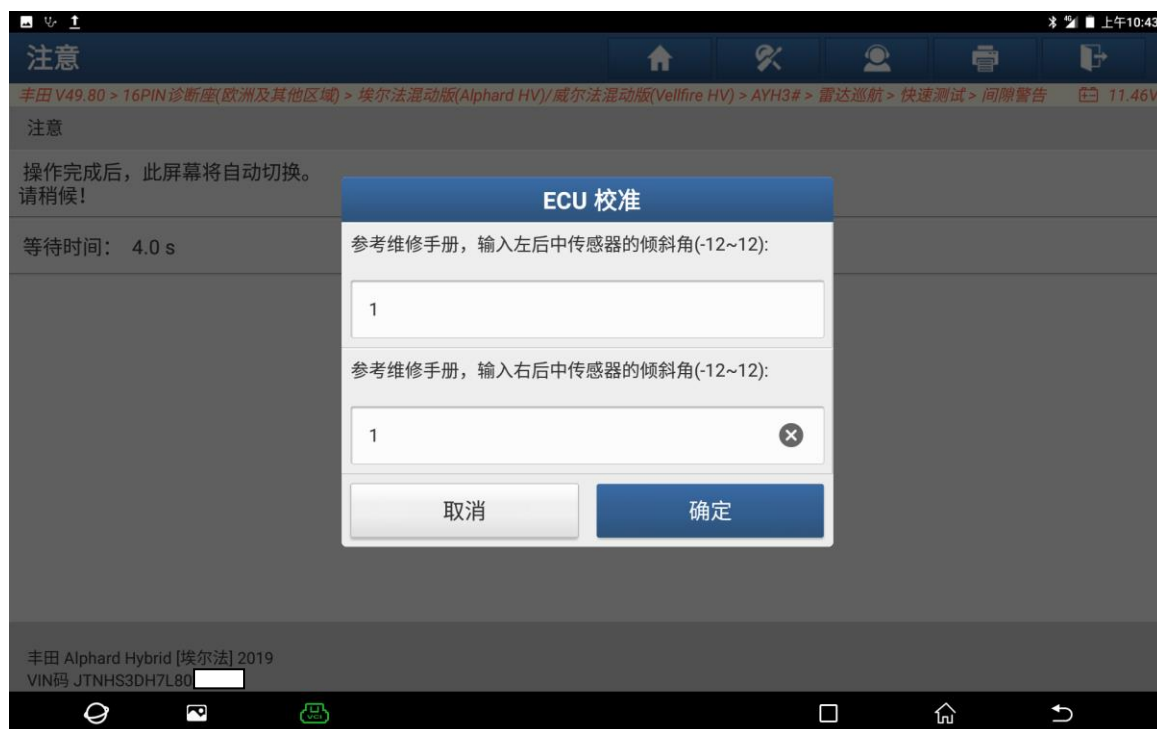 上午10:43
注意
丰田 V49.80 > 16PIN诊断座(欧洲及其他区域) > 埃尔法混动版(Alphard HV)/威尔法混动版(Vellfire HV) > AYH3# > 雷达巡航 > 快速测试 > 间隙警告
11.46V
注意
操作完成后，此屏幕将自动切换。
请稍候！
等待时间： 4.0 s
ECU 校准
参考维修手册，输入左后中传感器的倾斜角(-12~12):
1
参考维修手册，输入右后中传感器的倾斜角(-12~12):
1
取消
确定
丰田 Alphard Hybrid [埃尔法] 2019
VIN码 JTNHS3DH7L80
VCI